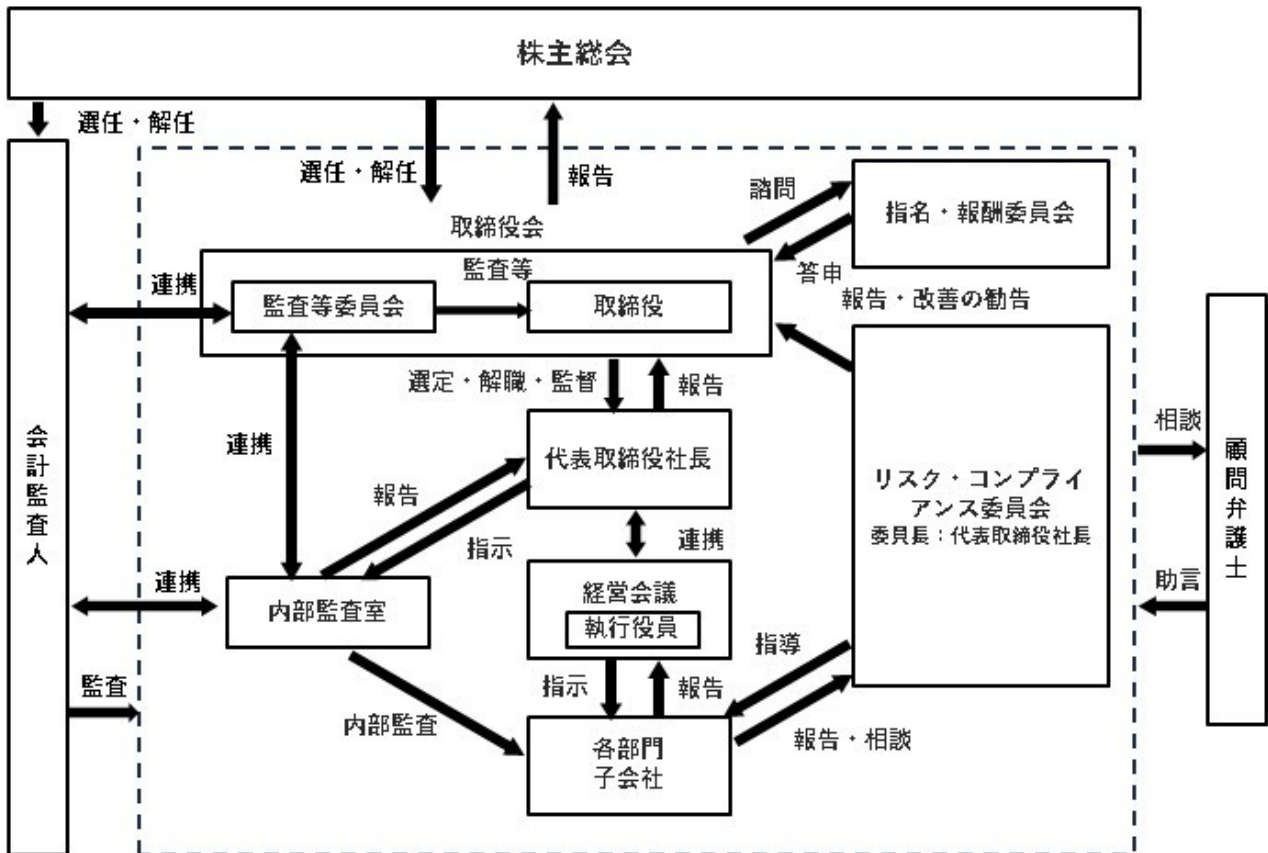 株主総会
選任・解任
選任・解任
報告
諮問
指名・報酬委員会
取締役会
答申
監査等
連携
監査等委員会
取締役
報告・改善の勧告
選定・解職・監督
報告
会計監査人
連携
代表取締役社長
相談
顧問弁護士
報告
リスク・コンプライ
アンス委員会
委員長：代表取締役社長
指示
連携
連携
内部監査室
経営会議
執行役員
助言
指導
監査
指示
報告
内部監査
報告・相談
各部門
子会社